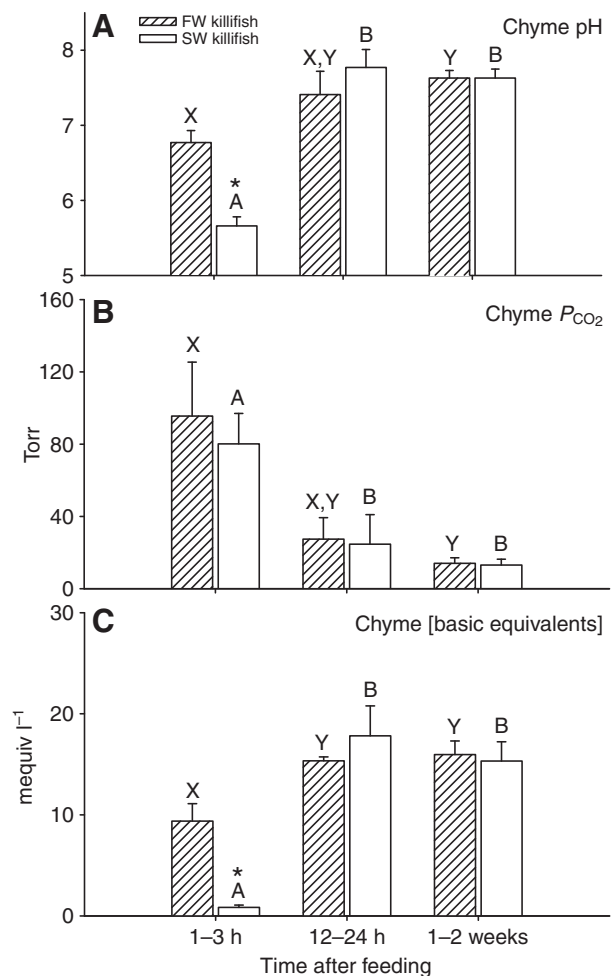 A
FW killifish
SW killifish
Chyme pH
8
7
6
5
X
*
A
X,Y
B
Y
B
B
Chyme PCO2
Torr
160
120
80
40
0
X
A
X,Y
B
Y
B
C
Chyme [basic equivalents]
mequiv l–1
30
20
10
0
X
*
A
Y
B
Y
B
1–3 h
12–24 h
1–2 weeks
Time after feeding